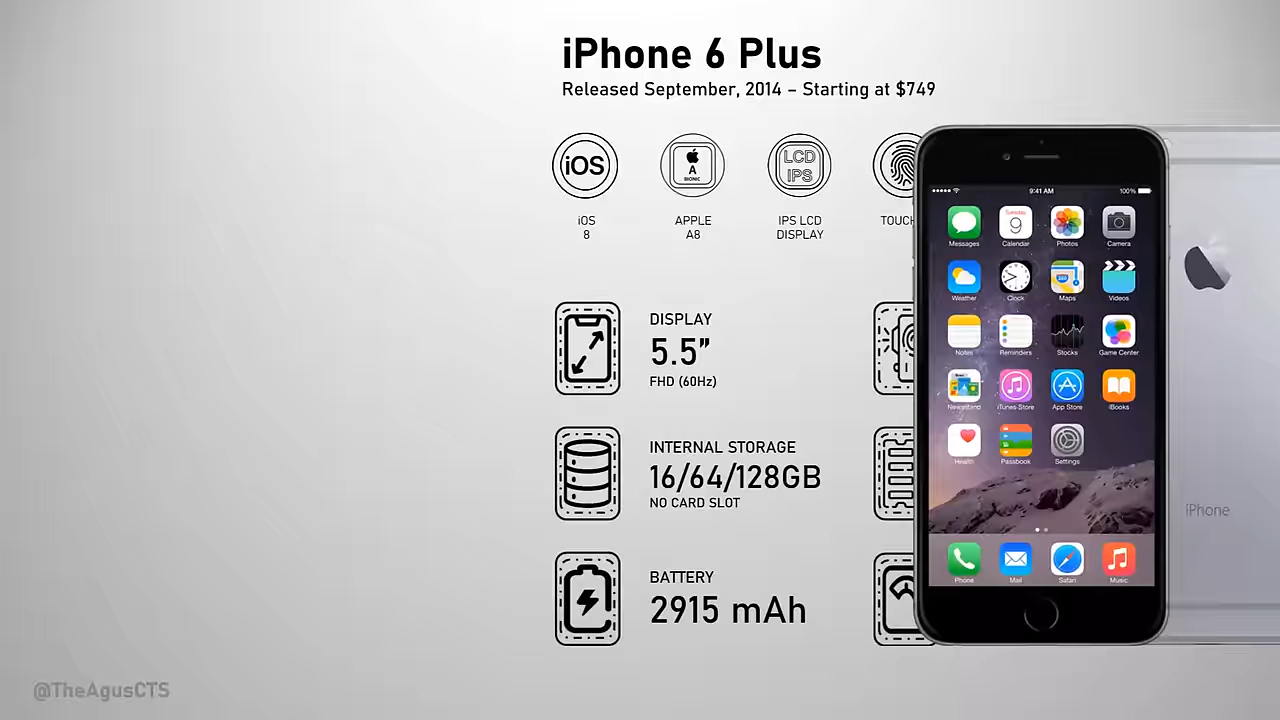 iPhone 6 Plus
Released September, 2014 – Starting at $749
iOS
LCD
IPS
A
BIONIC
iOS
8
APPLE
A8
IPS LCD
DISPLAY
TOUCH
DISPLAY
5.5”
FHD (60Hz)
INTERNAL STORAGE
16/64/128GB
NO CARD SLOT
BATTERY
2915 mAh
9:41 AM
100%
Tuesday
9
Messages
Calendar
Photos
Camera
Weather
Clock
Maps
Videos
Notes
Reminders
Stocks
Game Center
Newsstand
iTunes Store
App Store
iBooks
Health
Passbook
Settings
Phone
Mail
Safari
Music
iPhone
@TheAgusCTS